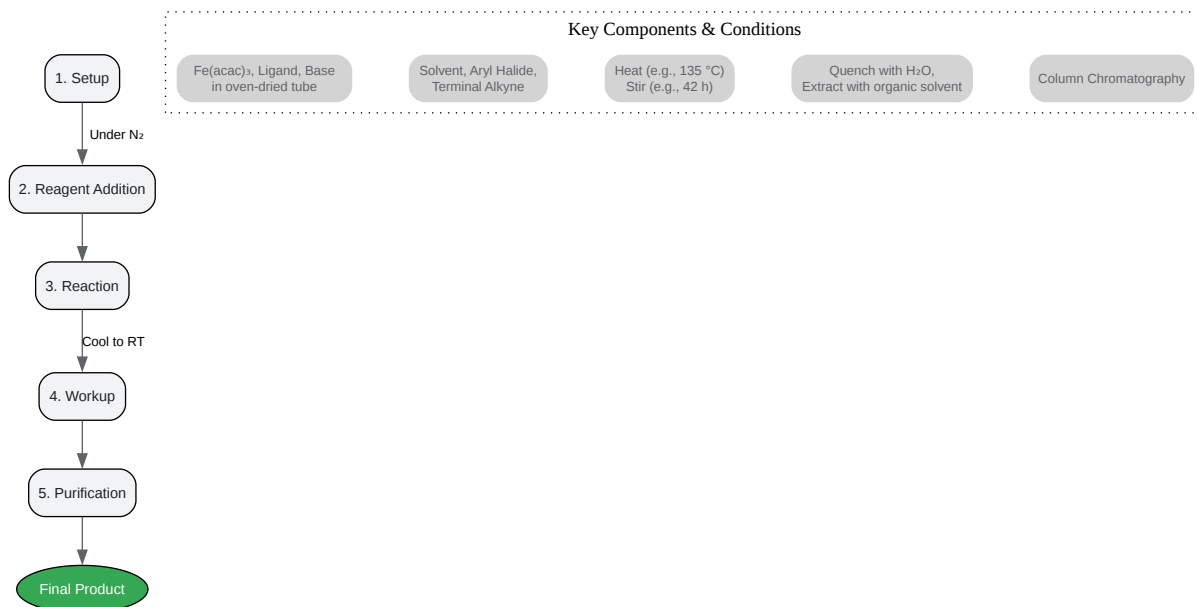 Key Components & Conditions
1. Setup
Fe(acac)₃, Ligand, Base
in oven-dried tube
Solvent, Aryl Halide,
Terminal Alkyne
Heat (e.g., 135 °C)
Stir (e.g., 42 h)
Quench with H₂O,
Extract with organic solvent
Column Chromatography
Under N₂
2. Reagent Addition
3. Reaction
Cool to RT
4. Workup
5. Purification
Final Product